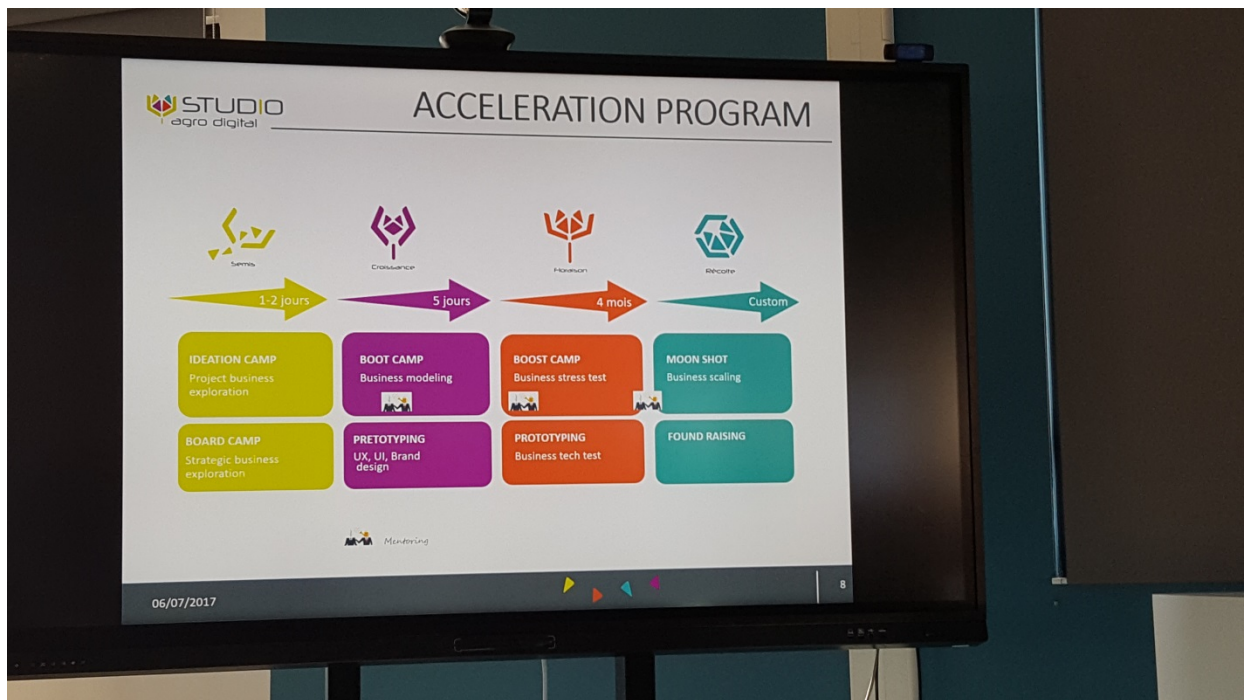 STUDIO
agro digital
ACCELERATION PROGRAM
Semis
Croissance
Floraison
Récolte
1-2 jours
5 jours
4 mois
Custom
IDEATION CAMP
Project business
exploration
BOOT CAMP
Business modeling
BOOST CAMP
Business stress test
MOON SHOT
Business scaling
BOARD CAMP
Strategic business
exploration
PRETOTYPING
UX, UI, Brand
design
PROTOTYPING
Business tech test
FOUND RAISING
Mentoring
06/07/2017
8